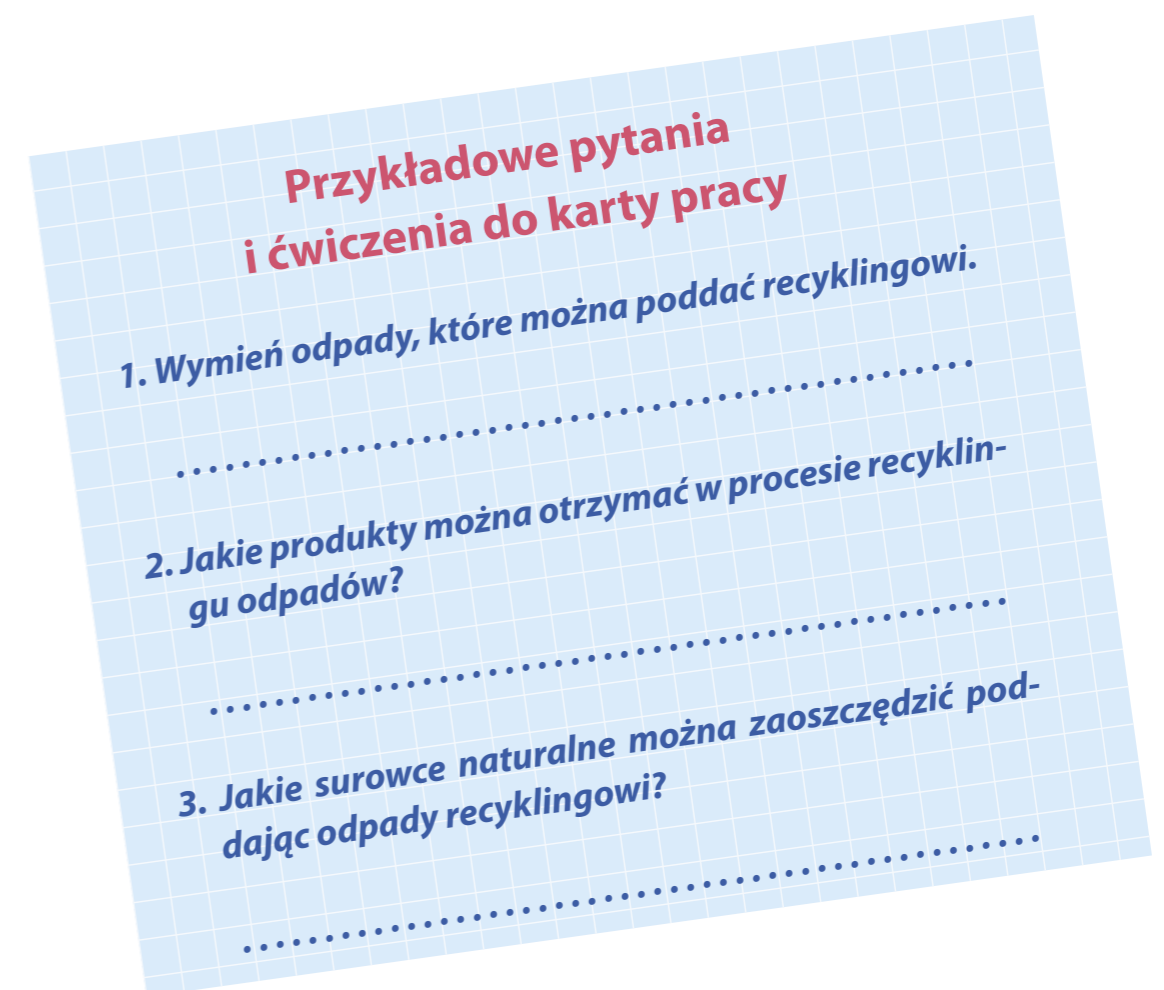 Przykładowe pytania
i ćwiczenia do karty pracy
1. Wymień odpady, które można poddać recyklingowi.
..................................................
2. Jakie produkty można otrzymać w procesie recyklin-
gu odpadów?
..................................................
3. Jakie surowce naturalne można zaoszczędzić pod-
dając odpady recyklingowi?
..................................................